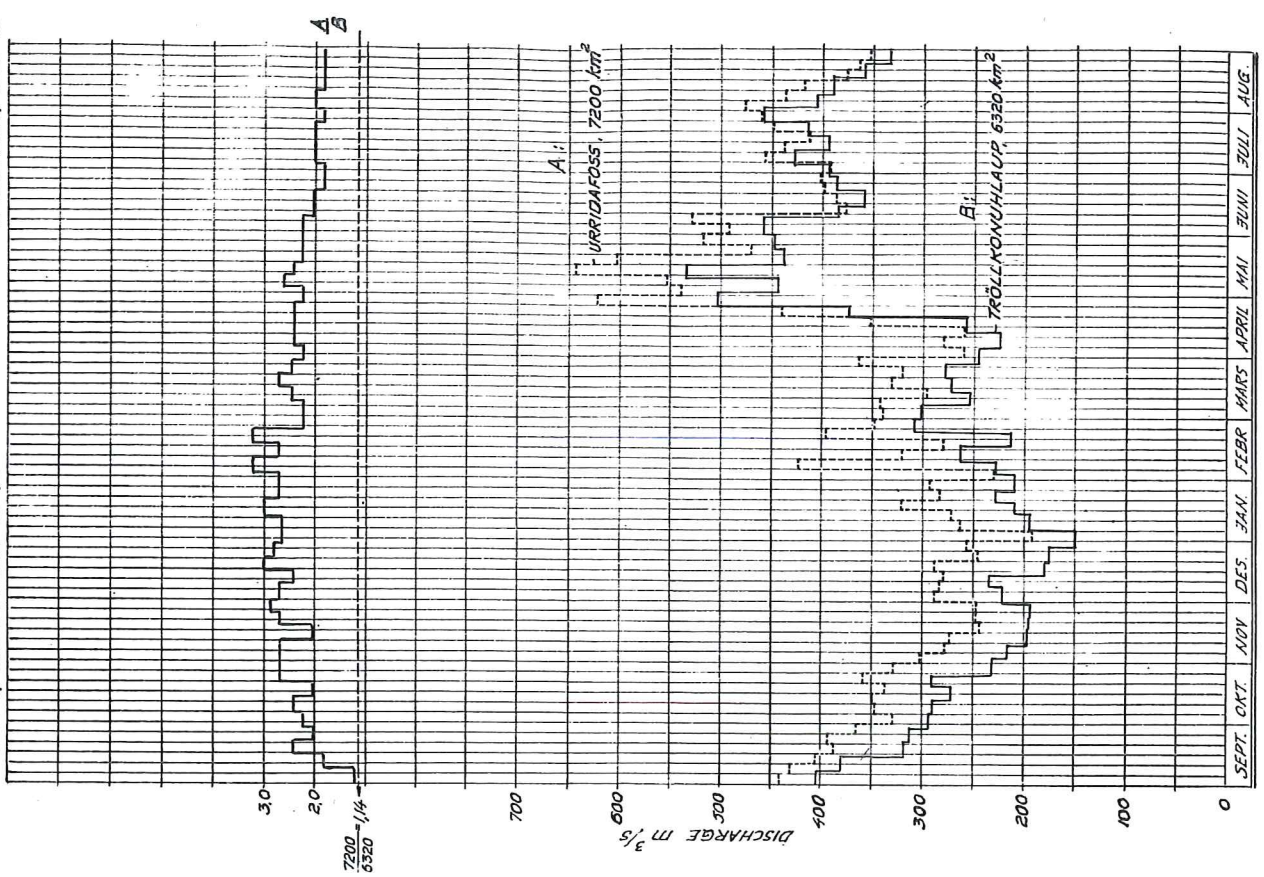 A
B
3,0
2,0
7200
6320
=1,14
A:
URRIDAFOSS, 7200 km²
B:
TRÖLLKONUHLAUP, 6320 km²
DISCHARGE m³/s
700
600
500
400
300
200
100
0
SEPT. OKT. NOV DES. JAN. FEBR MARS APRIL MAI JUNI JULI AUG.